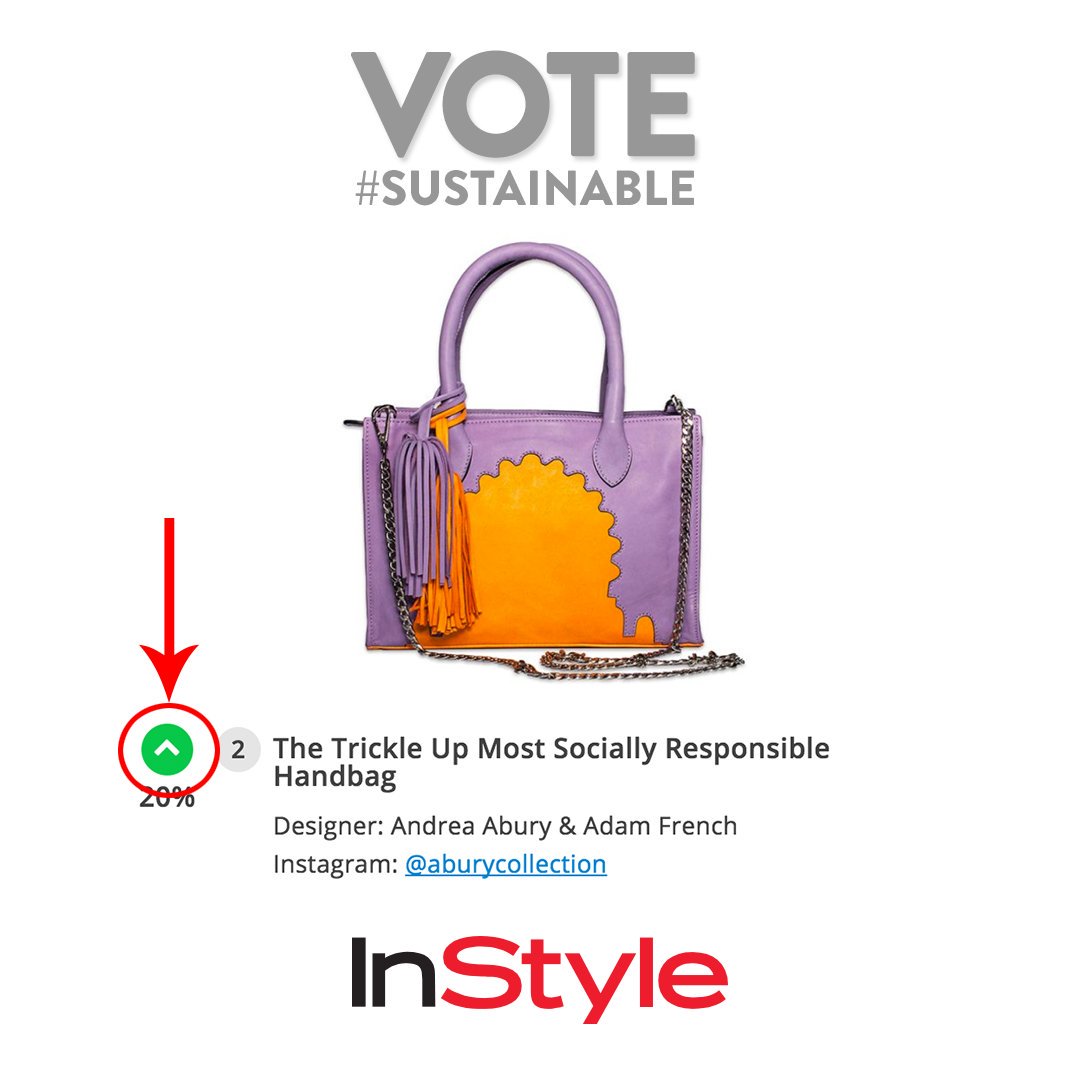 VOTE
#SUSTAINABLE
2
The Trickle Up Most Socially Responsible
Handbag
20%
Designer: Andrea Abury & Adam French
Instagram: @aburycollection
InStyle